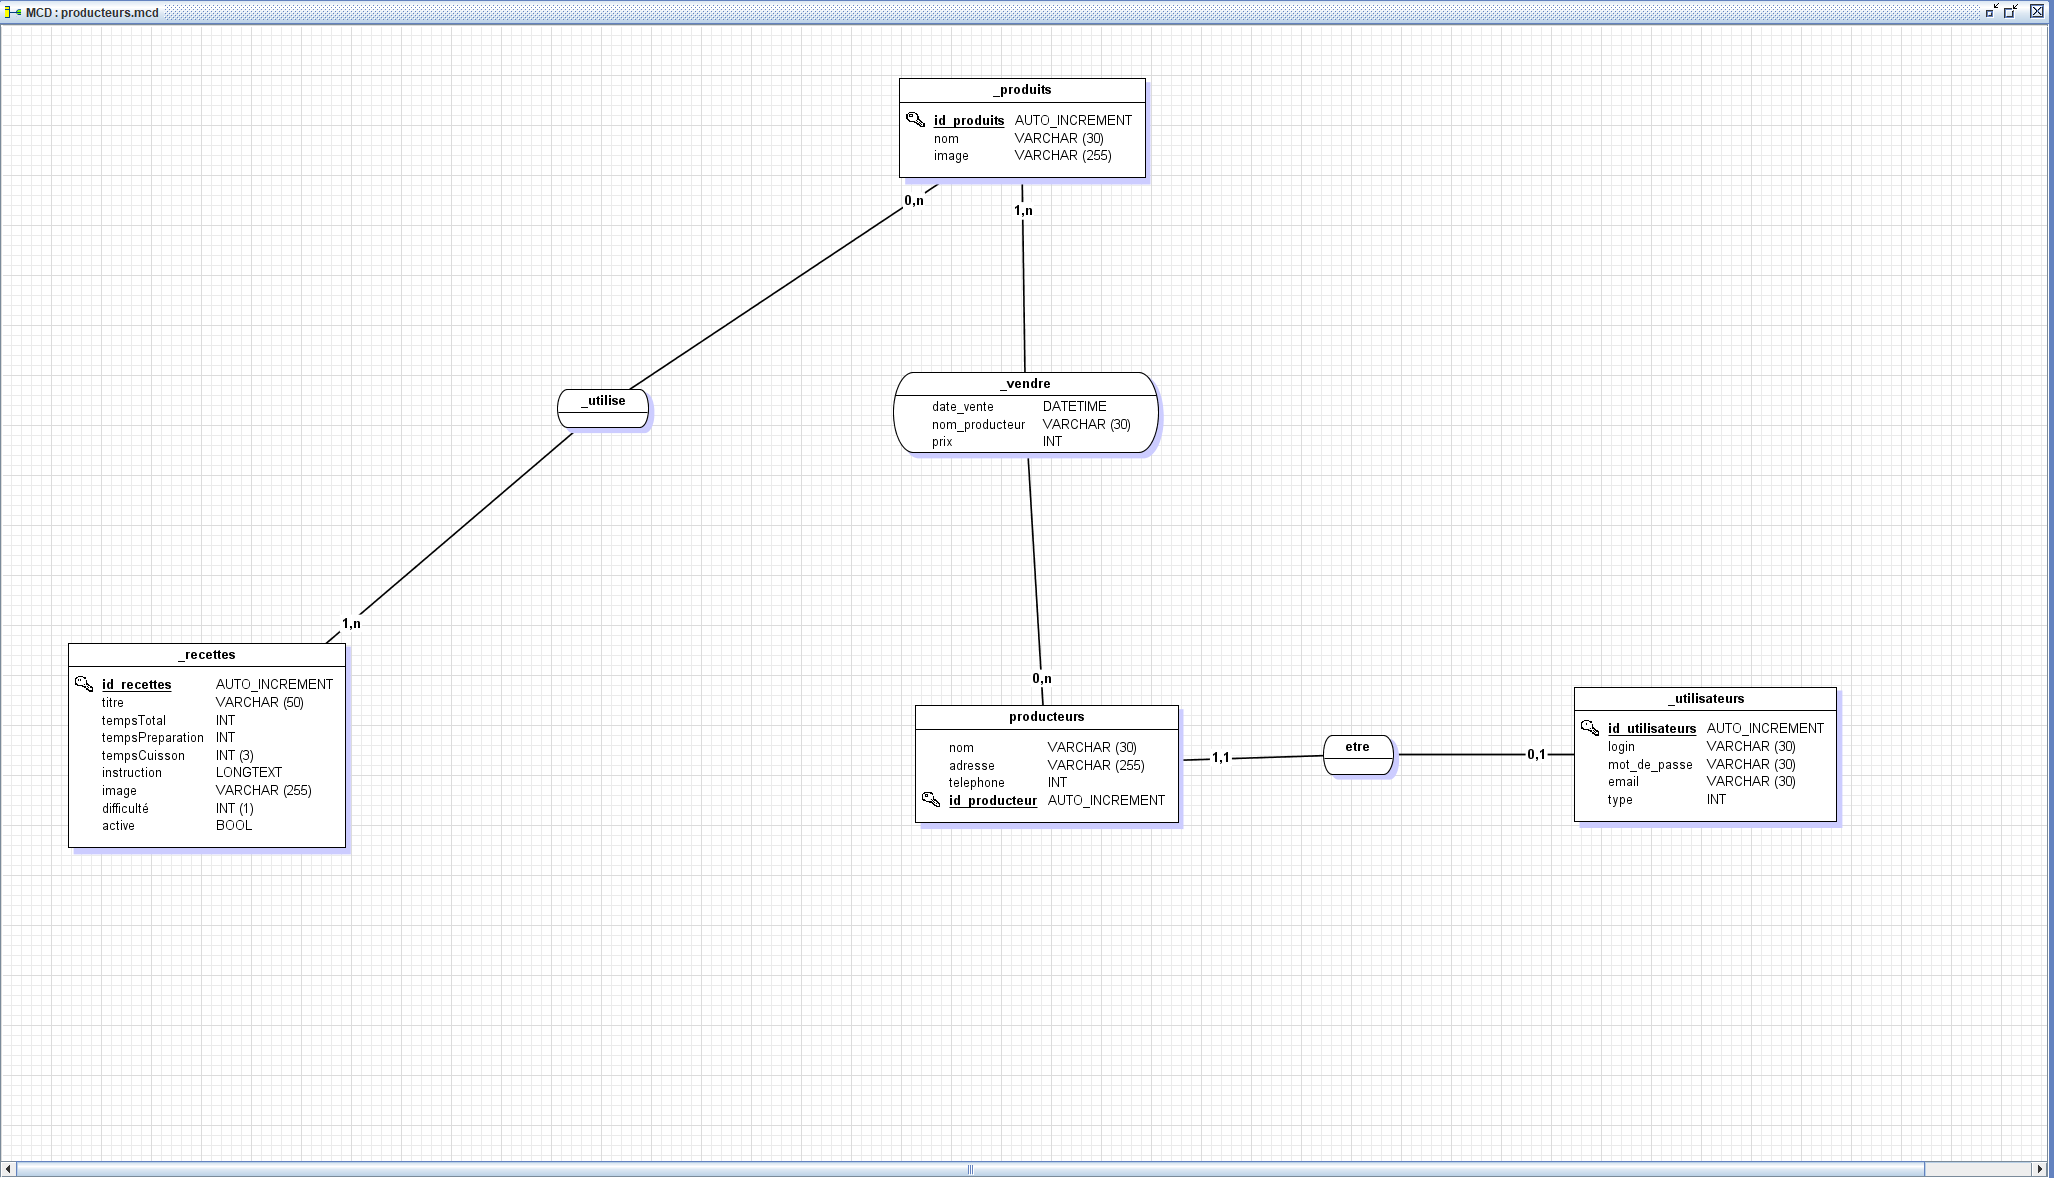 MCD : producteurs.mcd
_produits
id_produits AUTO_INCREMENT
nom VARCHAR (30)
image VARCHAR (255)
0,n
1,n
_utilise
_vendre
date_vente DATETIME
nom_producteur VARCHAR (30)
prix INT
1,n
_recettes
id_recettes AUTO_INCREMENT
titre VARCHAR (50)
tempsTotal INT
tempsPreparation INT
tempsCuisson INT (3)
instruction LONGTEXT
image VARCHAR (255)
difficulté INT (1)
active BOOL
0,n
producteurs
nom VARCHAR (30)
adresse VARCHAR (255)
telephone INT
id_producteur AUTO_INCREMENT
1,1
etre
0,1
_utilisateurs
id_utilisateurs AUTO_INCREMENT
login VARCHAR (30)
mot_de_passe VARCHAR (30)
email VARCHAR (30)
type INT